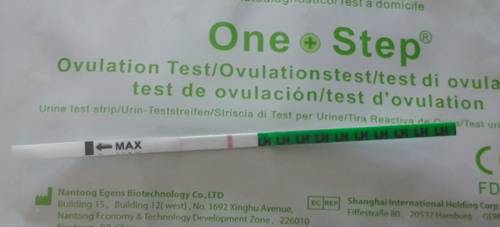 One Step®
Ovulation Test/Ovulationstest/test di ovula
test de ovulación/test d'ovulation
Urine test strip/Urin-Teststreifen/Striscia di Test per Urine/Tira Reactiva de
MAX
LH LH LH LH LH LH LH LH LH LH
Nantong Egens Biotechnology Co.,LTD
Building 15, Building 12(west), No. 1692 Xinghu Avenue,
Nantong Economy & Technology Development Zone, 226010
EC REP
Shanghai International Holding Corp.
Eiffestraße 80, 20537 Hamburg
C
FD